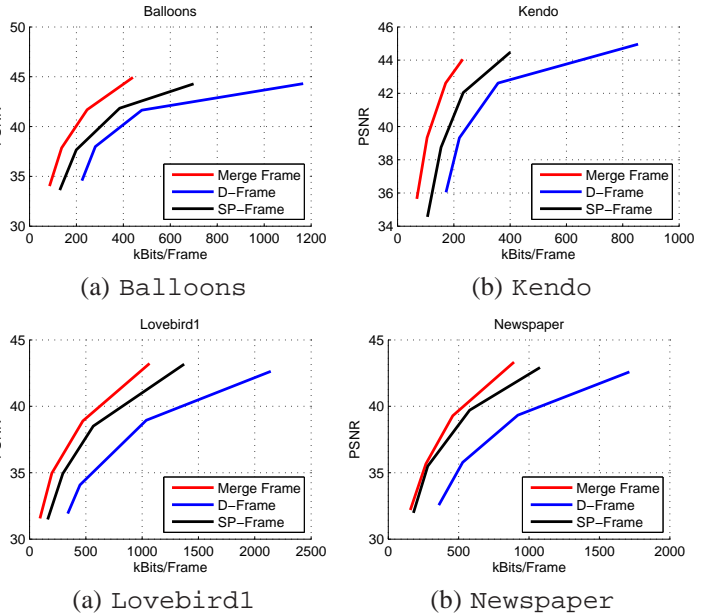 Balloons
50
45
40
35
30
0 200 400 600 800 1000 1200
kBits/Frame
Merge Frame
D-Frame
SP-Frame
(a) Balloons
Kendo
PSNR
46
44
42
40
38
36
34
0 200 400 600 800 1000
kBits/Frame
Merge Frame
D-Frame
SP-Frame
(b) Kendo
Lovebird1
45
40
35
30
0 500 1000 1500 2000 2500
kBits/Frame
Merge Frame
D-Frame
SP-Frame
(a) Lovebird1
Newspaper
PSNR
45
40
35
30
0 500 1000 1500 2000
kBits/Frame
Merge Frame
D-Frame
SP-Frame
(b) Newspaper